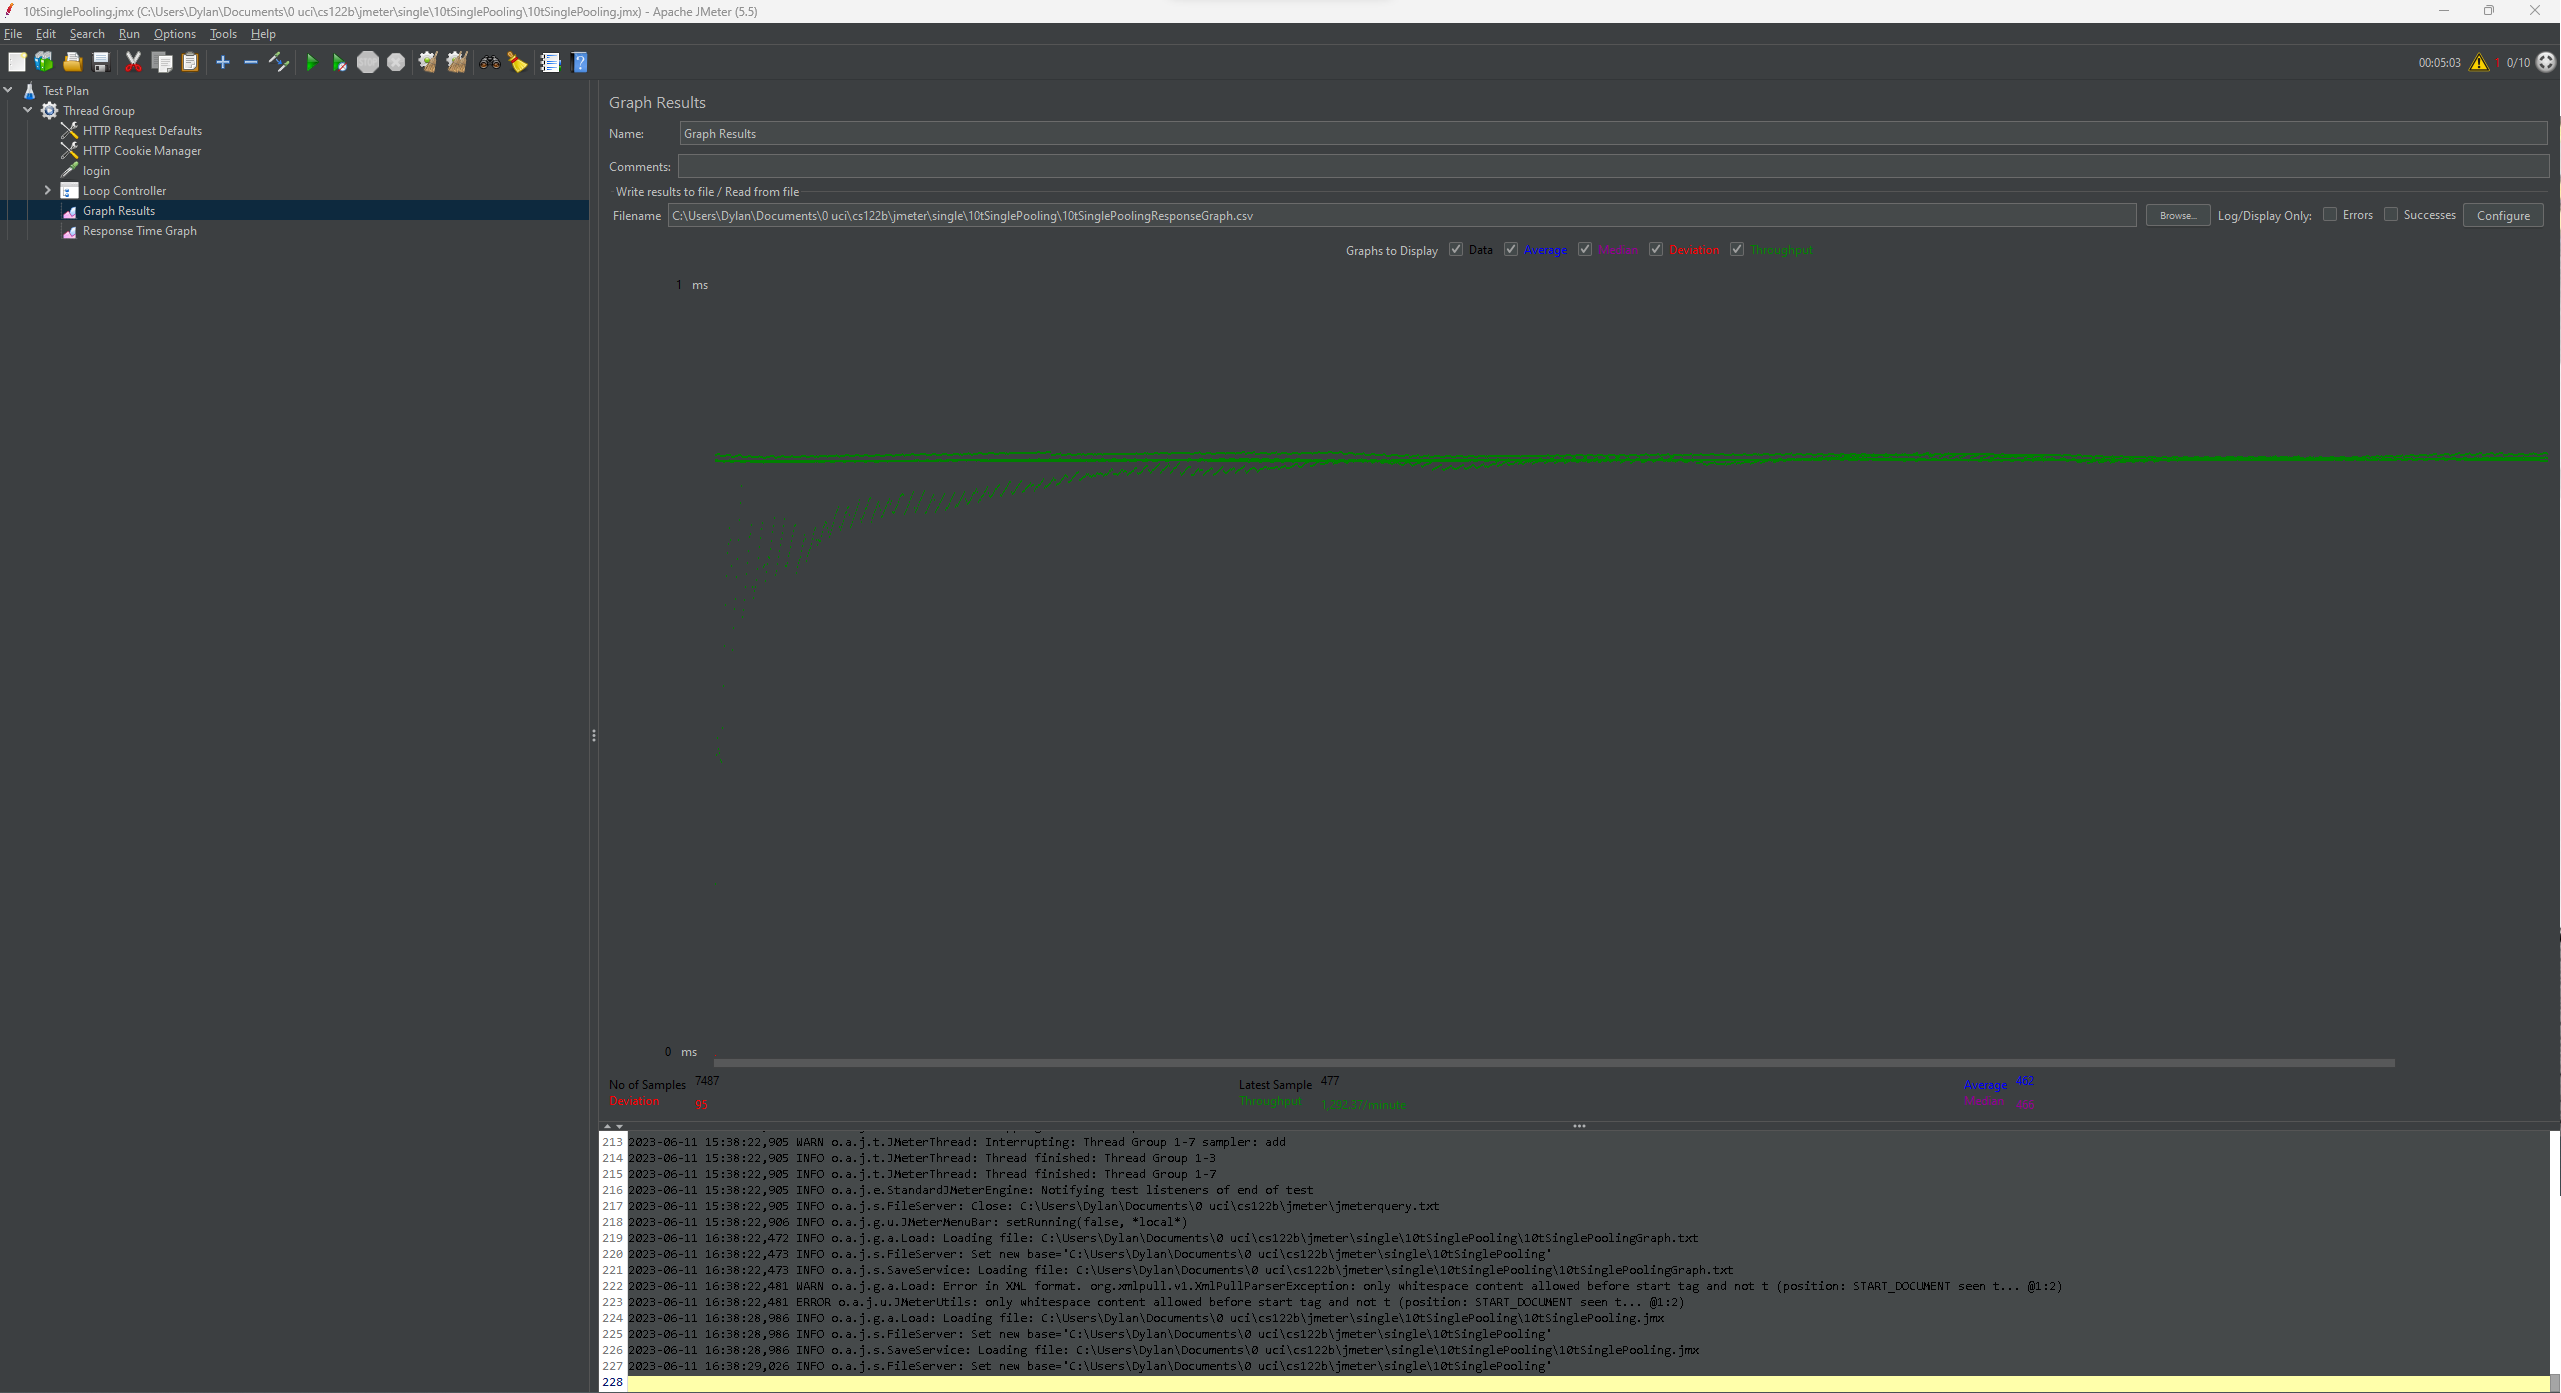 10tSinglePooling.jmx (C:\Users\Dylan\Documents\0 uci\cs122b\jmeter\single\10tSinglePooling\10tSinglePooling.jmx) - Apache JMeter (5.5)
File Edit Search Run Options Tools Help
00:05:03 1 0/10
Test Plan
Thread Group
HTTP Request Defaults
HTTP Cookie Manager
login
Loop Controller
Graph Results
Response Time Graph
Graph Results
Name: Graph Results
Comments:
Write results to file / Read from file
Filename C:\Users\Dylan\Documents\0 uci\cs122b\jmeter\single\10tSinglePooling\10tSinglePoolingResponseGraph.csv Browse... Log/Display Only: Errors Successes Configure
Graphs to Display Data Average Median Deviation Throughput
1 ms
0 ms
No of Samples 7487 Latest Sample 477 Average 462
Deviation 95 Throughput 1,292.37/minute Median
213 2023-06-11 15:38:22,905 WARN o.a.j.t.JMeterThread: Interrupting: Thread Group 1-7 sampler: add
214 2023-06-11 15:38:22,905 INFO o.a.j.t.JMeterThread: Thread finished: Thread Group 1-3
215 2023-06-11 15:38:22,905 INFO o.a.j.t.JMeterThread: Thread finished: Thread Group 1-7
216 2023-06-11 15:38:22,905 INFO o.a.j.e.StandardJMeterEngine: Notifying test listeners of end of test
217 2023-06-11 15:38:22,905 INFO o.a.j.s.FileServer: Close: C:\Users\Dylan\Documents\0 uci\cs122b\jmeter\jmeterquery.txt
218 2023-06-11 15:38:22,906 INFO o.a.j.g.u.JMeterMenuBar: setRunning(false, *local*)
219 2023-06-11 16:38:22,472 INFO o.a.j.g.a.Load: Loading file: C:\Users\Dylan\Documents\0 uci\cs122b\jmeter\single\10tSinglePooling\10tSinglePoolingGraph.txt
220 2023-06-11 16:38:22,473 INFO o.a.j.s.FileServer: Set new base='C:\Users\Dylan\Documents\0 uci\cs122b\jmeter\single\10tSinglePooling'
221 2023-06-11 16:38:22,473 INFO o.a.j.s.SaveService: Loading file: C:\Users\Dylan\Documents\0 uci\cs122b\jmeter\single\10tSinglePooling\10tSinglePoolingGraph.txt
222 2023-06-11 16:38:22,481 WARN o.a.j.g.a.Load: Error in XML format. org.xmlpull.v1.XmlPullParserException: only whitespace content allowed before start tag and not t (position: START_DOCUMENT seen t... @1:2)
223 2023-06-11 16:38:22,481 ERROR o.a.j.u.JMeterUtils: only whitespace content allowed before start tag and not t (position: START_DOCUMENT seen t... @1:2)
224 2023-06-11 16:38:28,986 INFO o.a.j.g.a.Load: Loading file: C:\Users\Dylan\Documents\0 uci\cs122b\jmeter\single\10tSinglePooling\10tSinglePooling.jmx
225 2023-06-11 16:38:28,986 INFO o.a.j.s.FileServer: Set new base='C:\Users\Dylan\Documents\0 uci\cs122b\jmeter\single\10tSinglePooling'
226 2023-06-11 16:38:28,986 INFO o.a.j.s.SaveService: Loading file: C:\Users\Dylan\Documents\0 uci\cs122b\jmeter\single\10tSinglePooling\10tSinglePooling.jmx
227 2023-06-11 16:38:29,026 INFO o.a.j.s.FileServer: Set new base='C:\Users\Dylan\Documents\0 uci\cs122b\jmeter\single\10tSinglePooling'
228